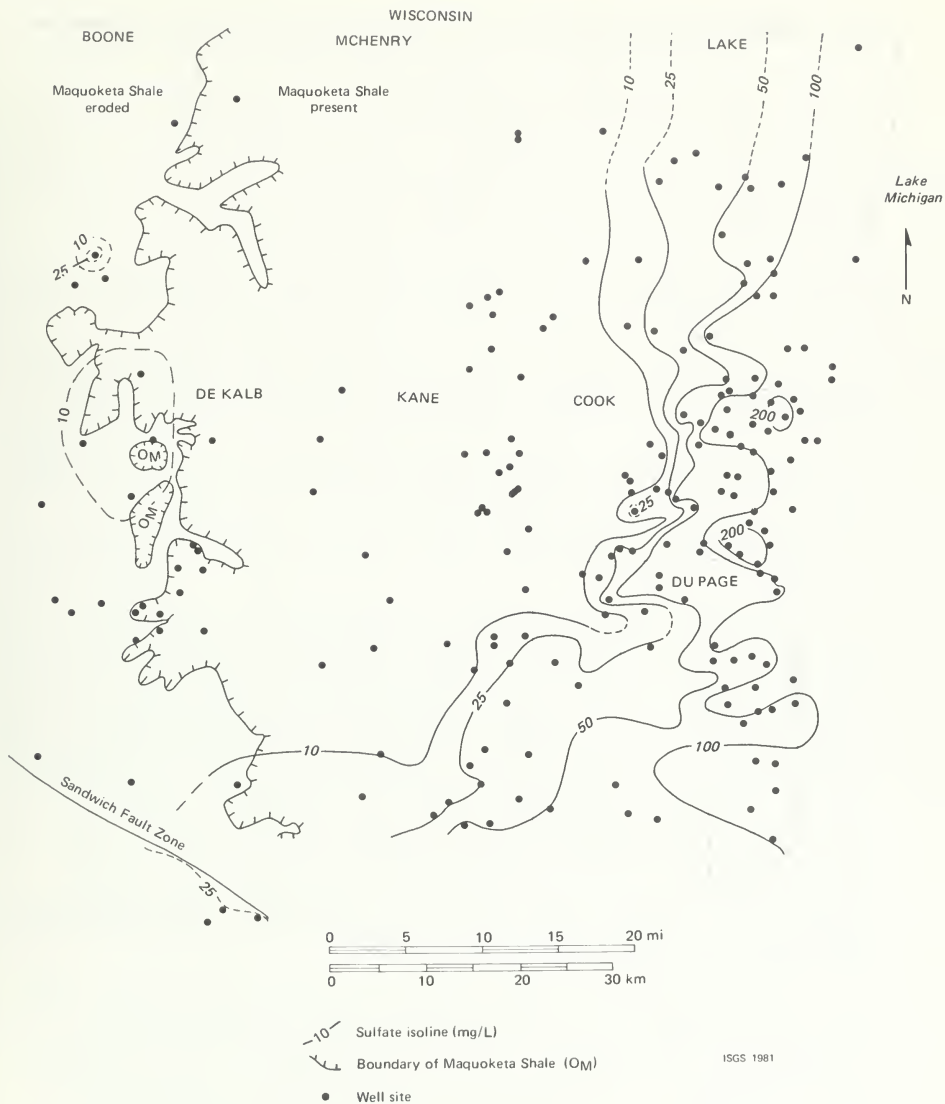 WISCONSIN
BOONE
MCHENRY
LAKE
Maquoketa Shale
eroded
Maquoketa Shale
present
10
25
50
100
Lake
Michigan
N
10
25
10
DE KALB
KANE
COOK
200
OM
OM
25
200
DU PAGE
25
50
10
100
Sandwich Fault Zone
25
0 5 10 15 20 mi
0 10 20 30 km
10 Sulfate isoline (mg/L)
Boundary of Maquoketa Shale (OM)
ISGS 1981
Well site